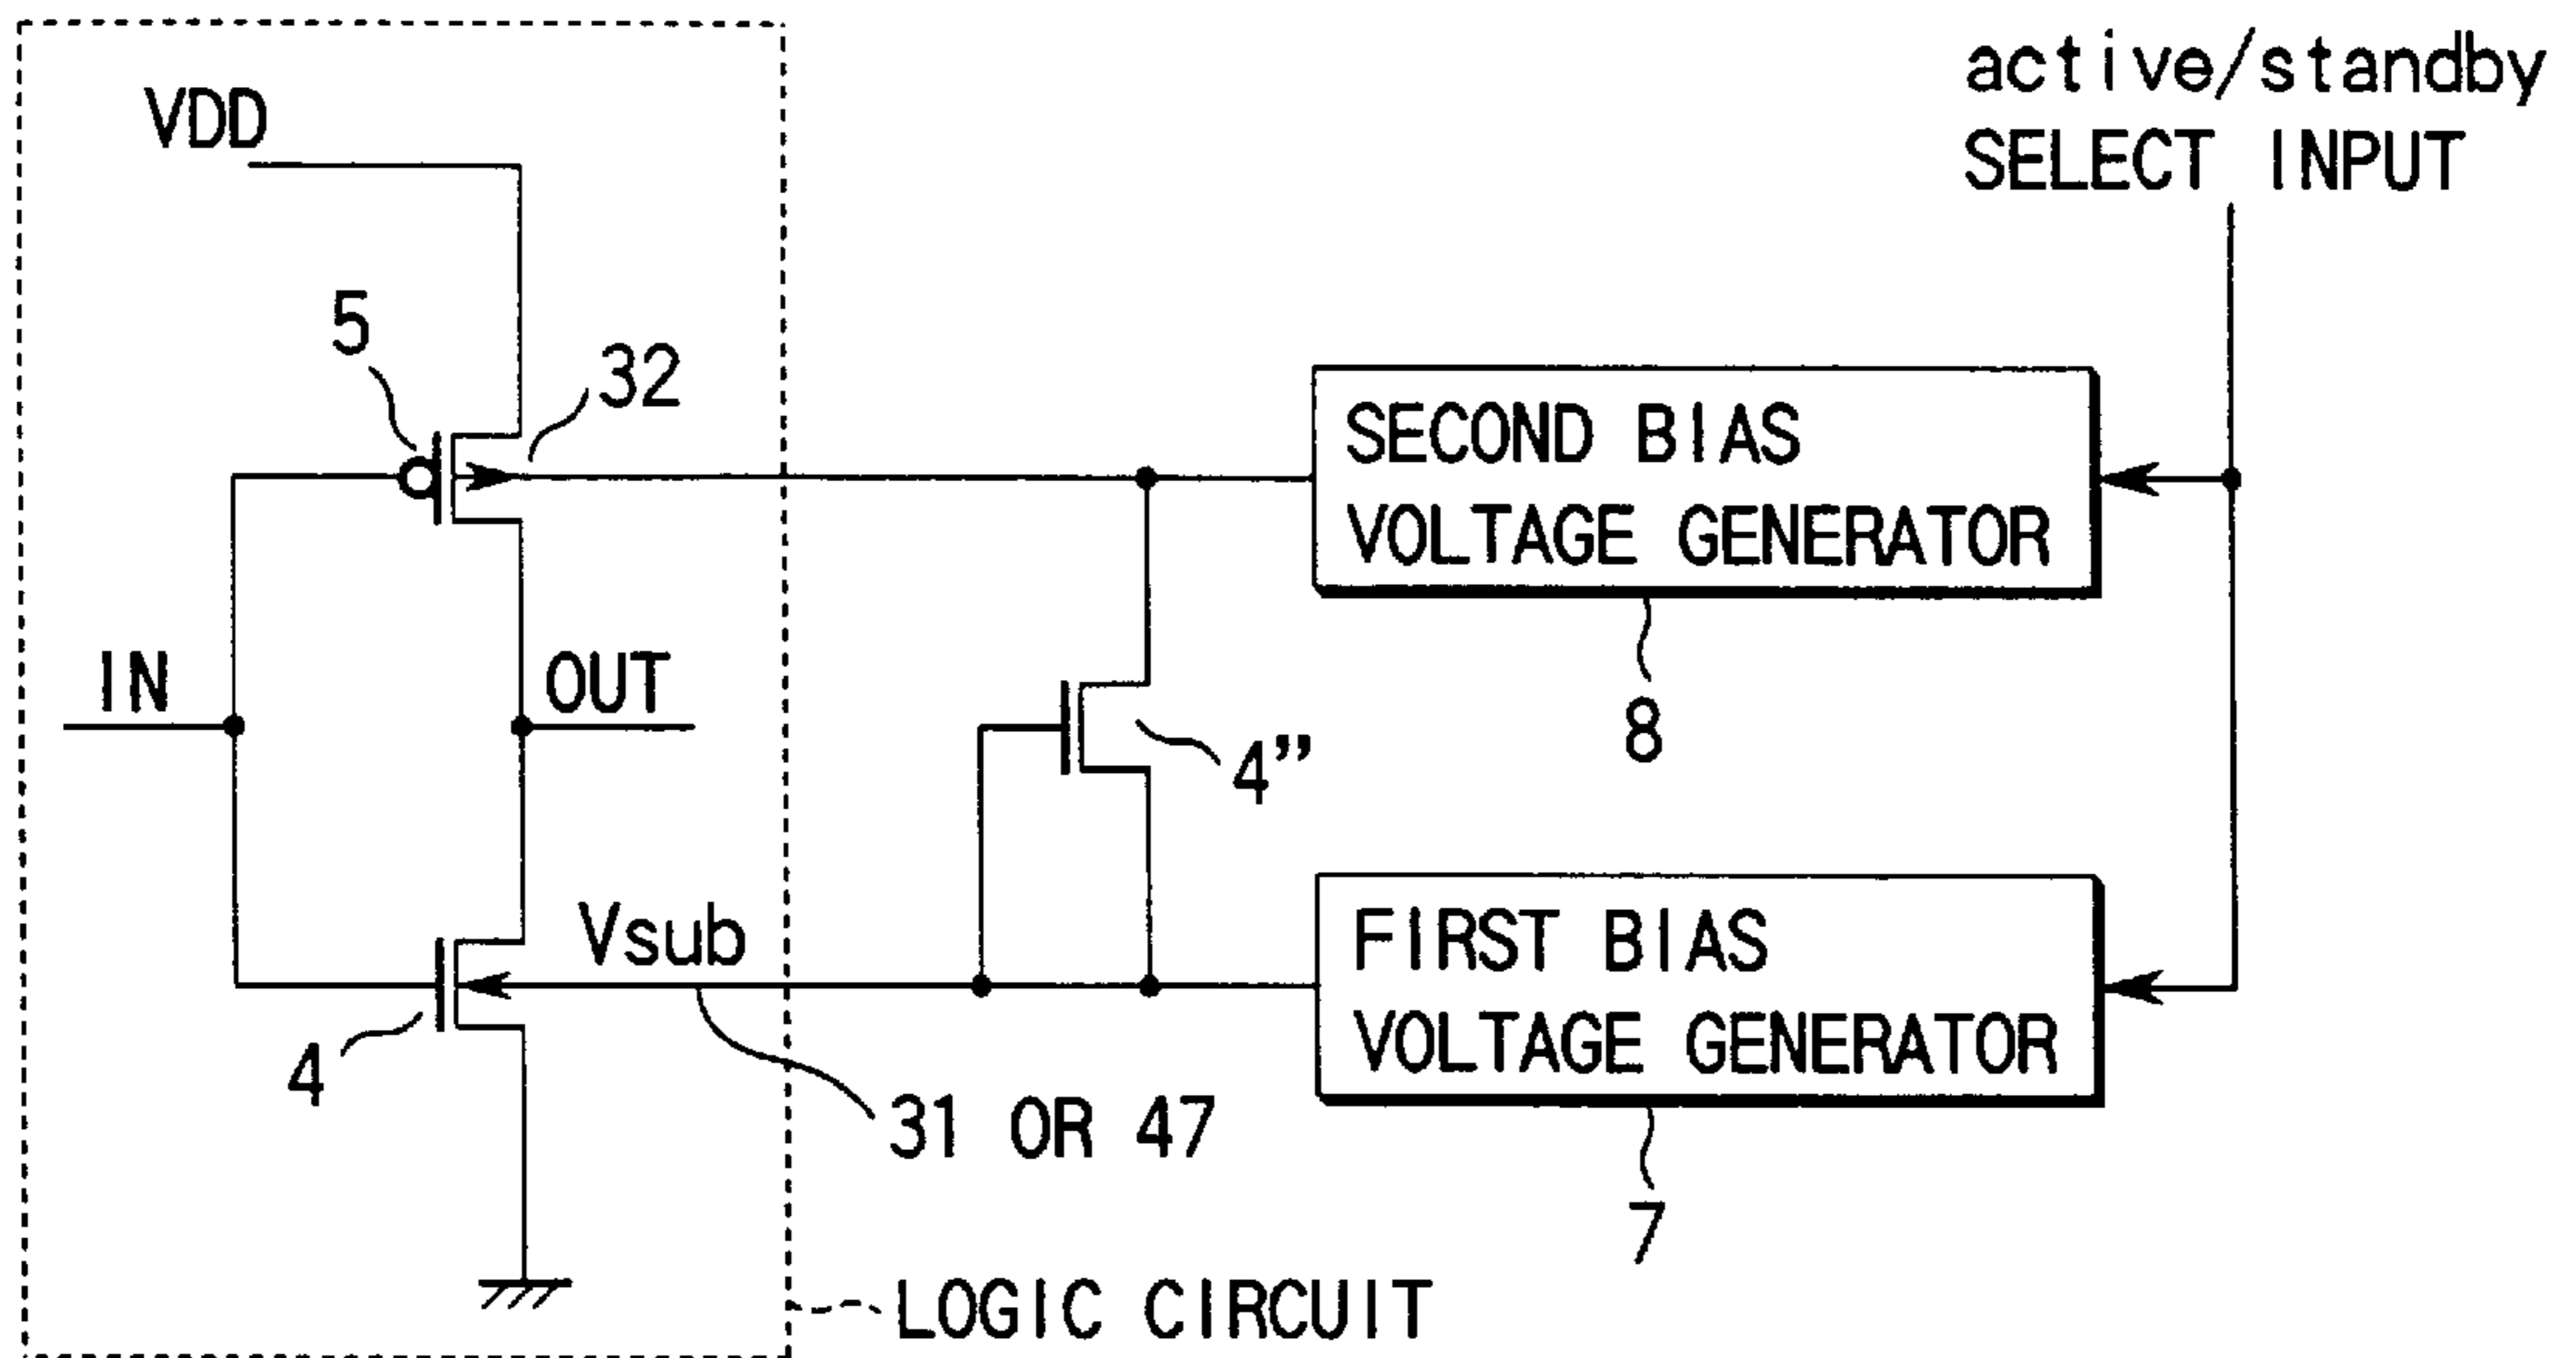 active/standby
SELECT INPUT
VDD
5
32
SECOND BIAS
VOLTAGE GENERATOR
8
IN
OUT
4”
Vsub
4
31 OR 47
FIRST BIAS
VOLTAGE GENERATOR
7
LOGIC CIRCUIT